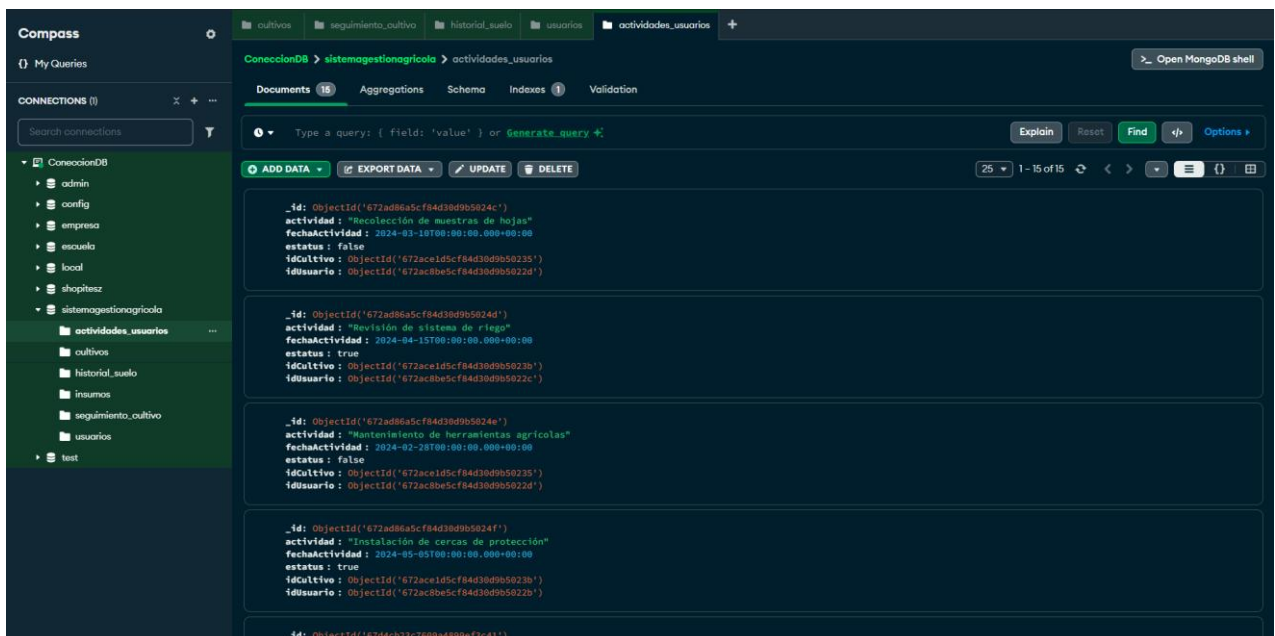 Compass
{} My Queries
CONNECTIONS (1)
Search connections
ConeccionDB
admin
config
empresa
escuela
local
shopitesz
sistemagestionagricola
actividades_usuarios
cultivos
historial_suelo
insumos
seguimiento_cultivo
usuarios
test
cultivos seguimiento_cultivo historial_suelo usuarios actividades_usuarios +
ConeccionDB > sistemagestionagricola > actividades_usuarios
>_ Open MongoDB shell
Documents 15 Aggregations Schema Indexes 1 Validation
Type a query: { field: 'value' } or Generate query
Explain Reset Find </> Options
ADD DATA EXPORT DATA UPDATE DELETE
25 1 - 15 of 15 {}
_id: ObjectId('672ad86a5cf84d30d9b5024c')
actividad : "Recolección de muestras de hojas"
fechaActividad : 2024-03-10T00:00:00.000+00:00
estatus : false
idCultivo : ObjectId('672ace1d5cf84d30d9b50235')
idUsuario : ObjectId('672ac8be5cf84d30d9b5022d')
_id: ObjectId('672ad86a5cf84d30d9b5024d')
actividad : "Revisión de sistema de riego"
fechaActividad : 2024-04-15T00:00:00.000+00:00
estatus : true
idCultivo : ObjectId('672ace1d5cf84d30d9b5023b')
idUsuario : ObjectId('672ac8be5cf84d30d9b5022c')
_id: ObjectId('672ad86a5cf84d30d9b5024e')
actividad : "Mantenimiento de herramientas agrícolas"
fechaActividad : 2024-02-28T00:00:00.000+00:00
estatus : false
idCultivo : ObjectId('672ace1d5cf84d30d9b50235')
idUsuario : ObjectId('672ac8be5cf84d30d9b5022d')
_id: ObjectId('672ad86a5cf84d30d9b5024f')
actividad : "Instalación de cercas de protección"
fechaActividad : 2024-05-05T00:00:00.000+00:00
estatus : true
idCultivo : ObjectId('672ace1d5cf84d30d9b5023b')
idUsuario : ObjectId('672ac8be5cf84d30d9b5022b')